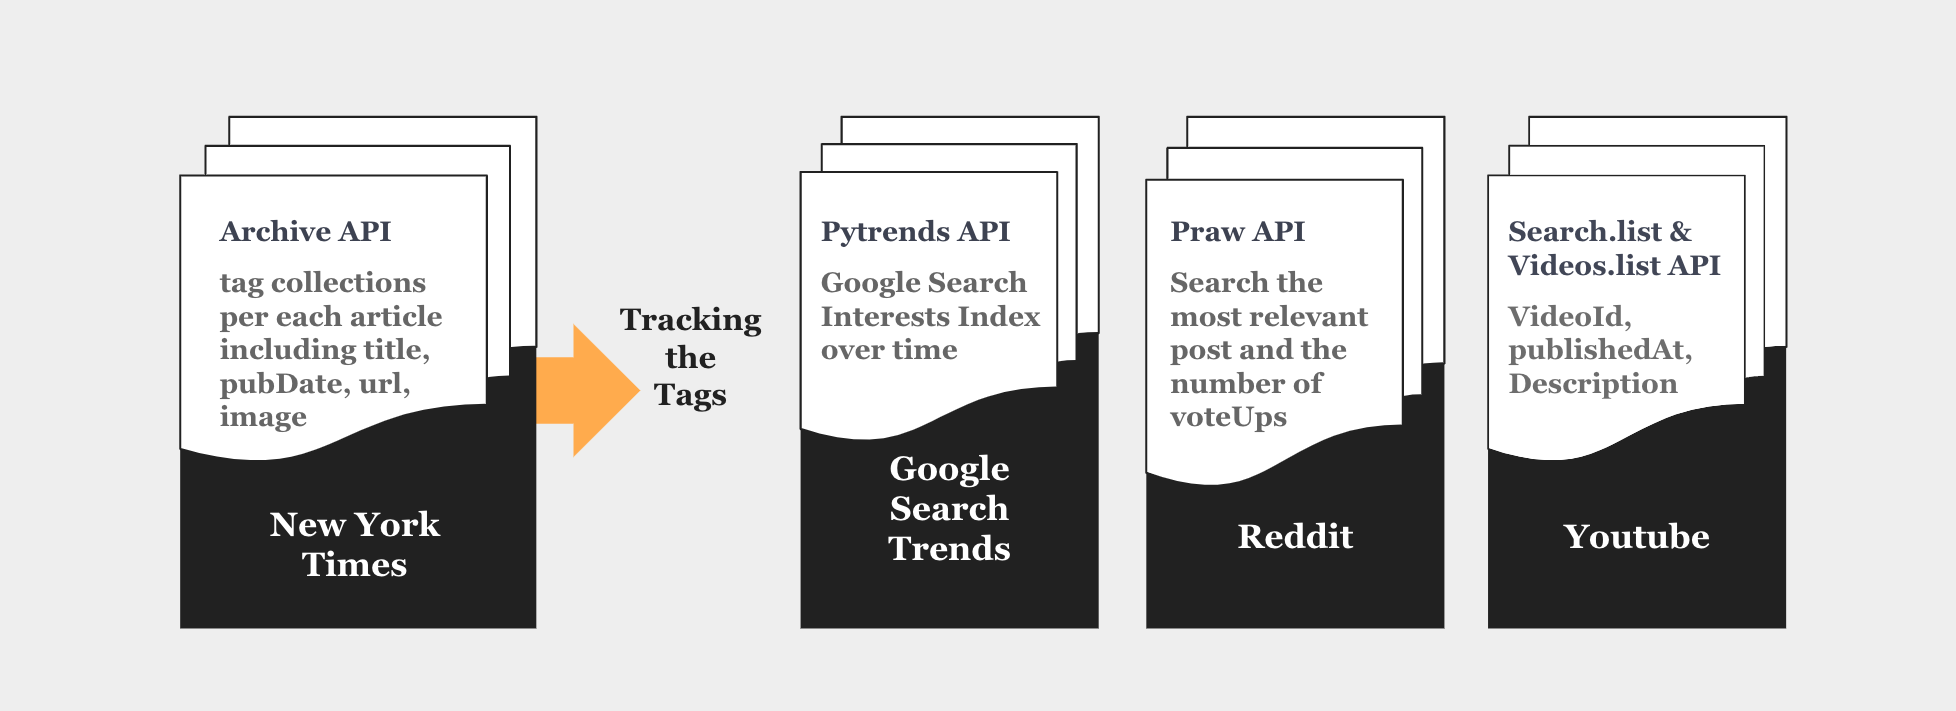 Archive API
tag collections
per each article
including title,
pubDate, url,
image
New York
Times
Tracking
the
Tags
Pytrends API
Google Search
Interests Index
over time
Google
Search
Trends
Praw API
Search the
most relevant
post and the
number of
voteUps
Reddit
Search.list &
Videos.list API
VideoId,
publishedAt,
Description
Youtube